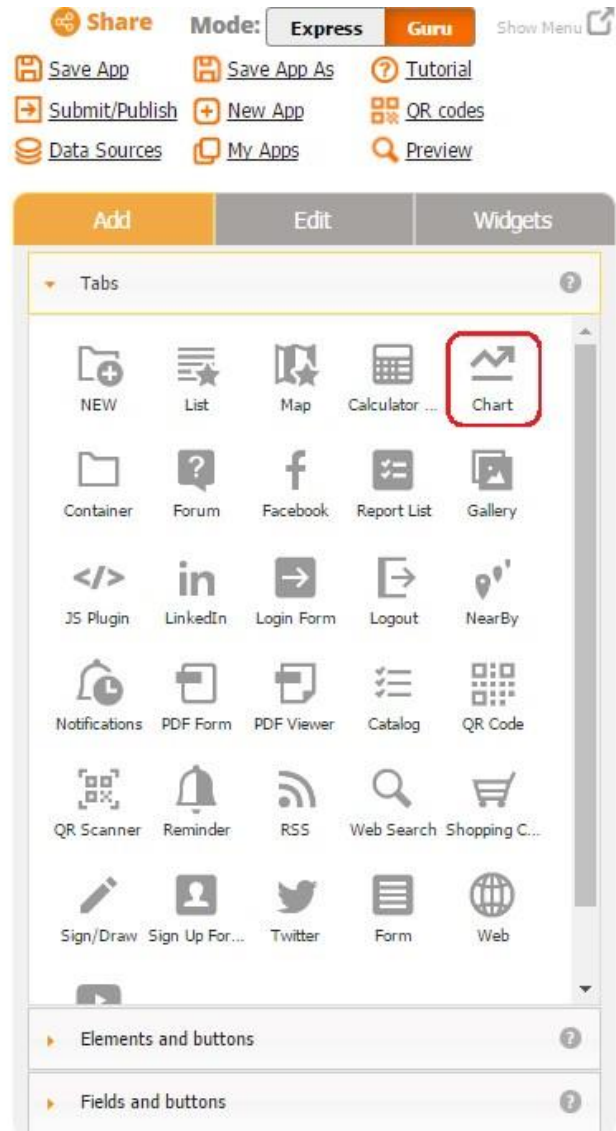 Share Mode: Express Guru Show Menu
Save App Save App As Tutorial
Submit/Publish New App QR codes
Data Sources My Apps Preview
Add Edit Widgets
Tabs ?
NEW List Map Calculator ... Chart
Container Forum Facebook Report List Gallery
JS Plugin LinkedIn Login Form Logout NearBy
Notifications PDF Form PDF Viewer Catalog QR Code
QR Scanner Reminder RSS Web Search Shopping C...
Sign/Draw Sign Up For... Twitter Form Web
Elements and buttons ?
Fields and buttons ?